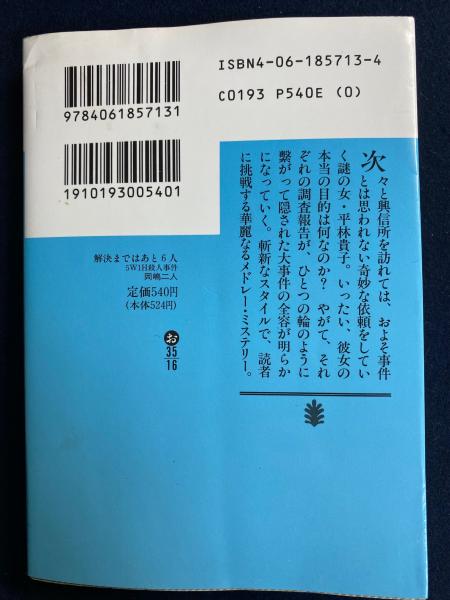 ISBN4-06-185713-4
C0193 P540E (0)
9784061857131
1910193005401
次々と興信所を訪れては、およそ事件
とは思われない奇妙な依頼をしてい
く謎の女・平林貴子。いったい、彼女の
本当の目的は何なのか? やがて、それ
ぞれの調査報告が、ひとつの輪のように
繋がって隠された大事件の全容が明らか
になっていく。斬新なスタイルで、読者
に挑戦する華麗なるメドレー・ミステリー。
解決まではあと6人
5W1H殺人事件
岡嶋二人
定価540円
(本体524円)
お
35
16